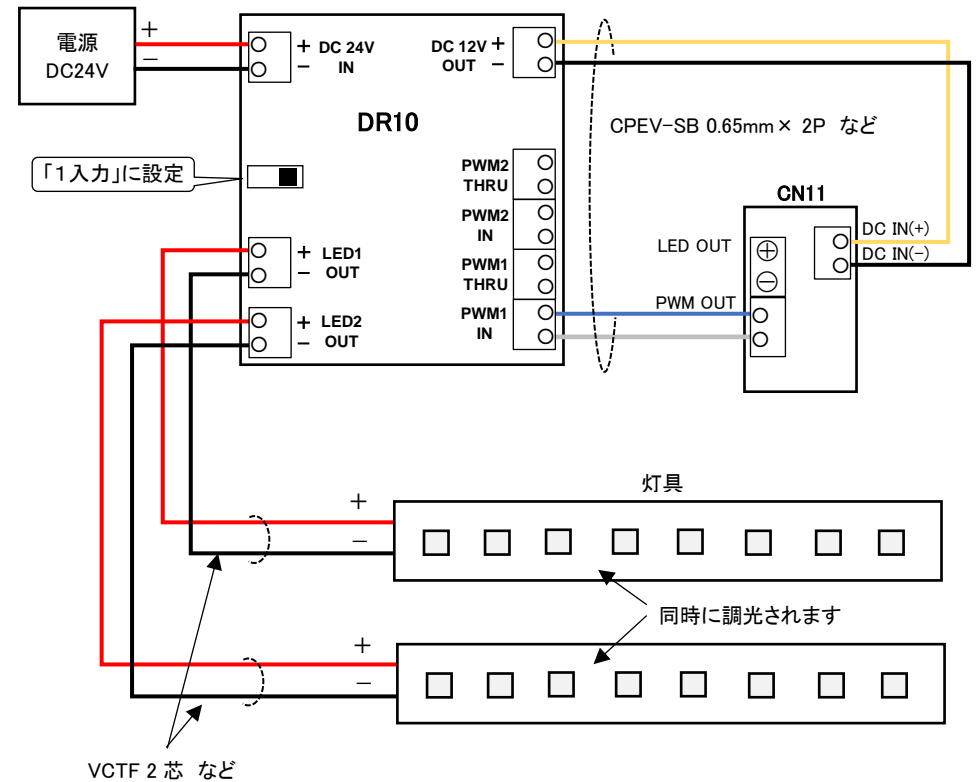 電源
DC24V
+
−
+ DC 24V
− IN
DC 12V +
OUT −
DR10
CPEV-SB 0.65mm× 2P など
「1入力」に設定
PWM2
THRU
PWM2
IN
PWM1
THRU
PWM1
IN
+ LED1
− OUT
+ LED2
− OUT
CN11
DC IN(+)
DC IN(−)
LED OUT
+
−
PWM OUT
灯具
+
−
同時に調光されます
+
−
VCTF 2 芯 など